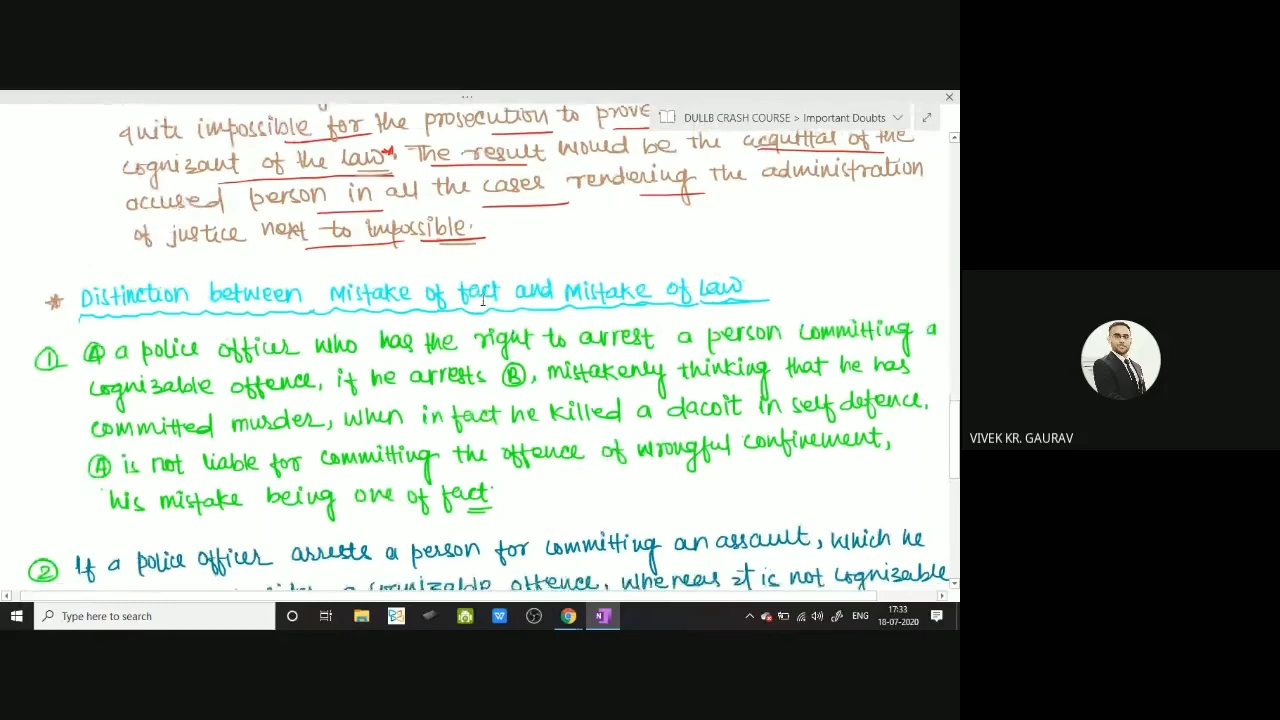 quite impossible for the prosecution to prove
DULLB CRASH COURSE > Important Doubts
cognizant of the law. The result would be the acquittal of the
accused person in all the cases rendering the administration
of justice next to impossible.
* Distinction between Mistake of fact and Mistake of Law
① Ⓐ a police officer who has the right to arrest a person committing a
cognizable offence, if he arrests Ⓑ, mistakenly thinking that he has
committed murder, when in fact he killed a dacoit in self defence.
Ⓐ is not liable for committing the offence of wrongful confinement,
his mistake being one of fact
② If a police officer arrests a person for committing an assault, which he
cognizable offence, whereas it is not cognizable
VIVEK KR. GAURAV
Type here to search
ENG
17:33
18-07-2020